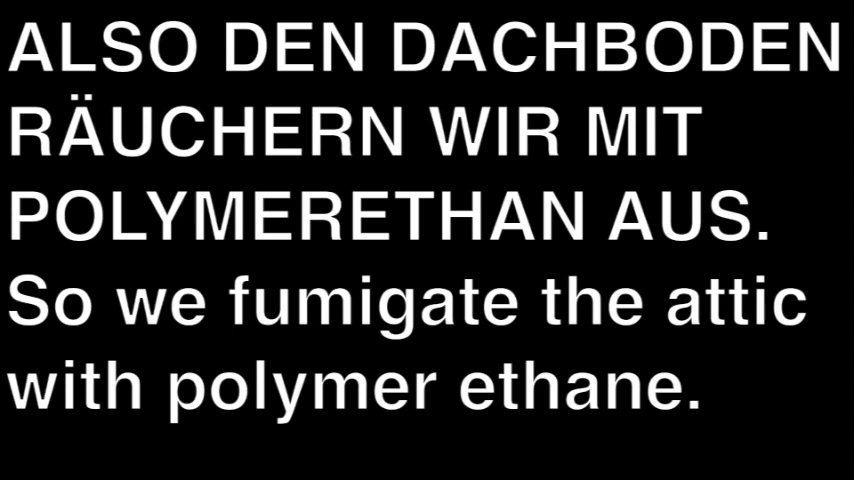 ALSO DEN DACHBODEN
RÄUCHERN WIR MIT
POLYMERETHAN AUS.
So we fumigate the attic
with polymer ethane.